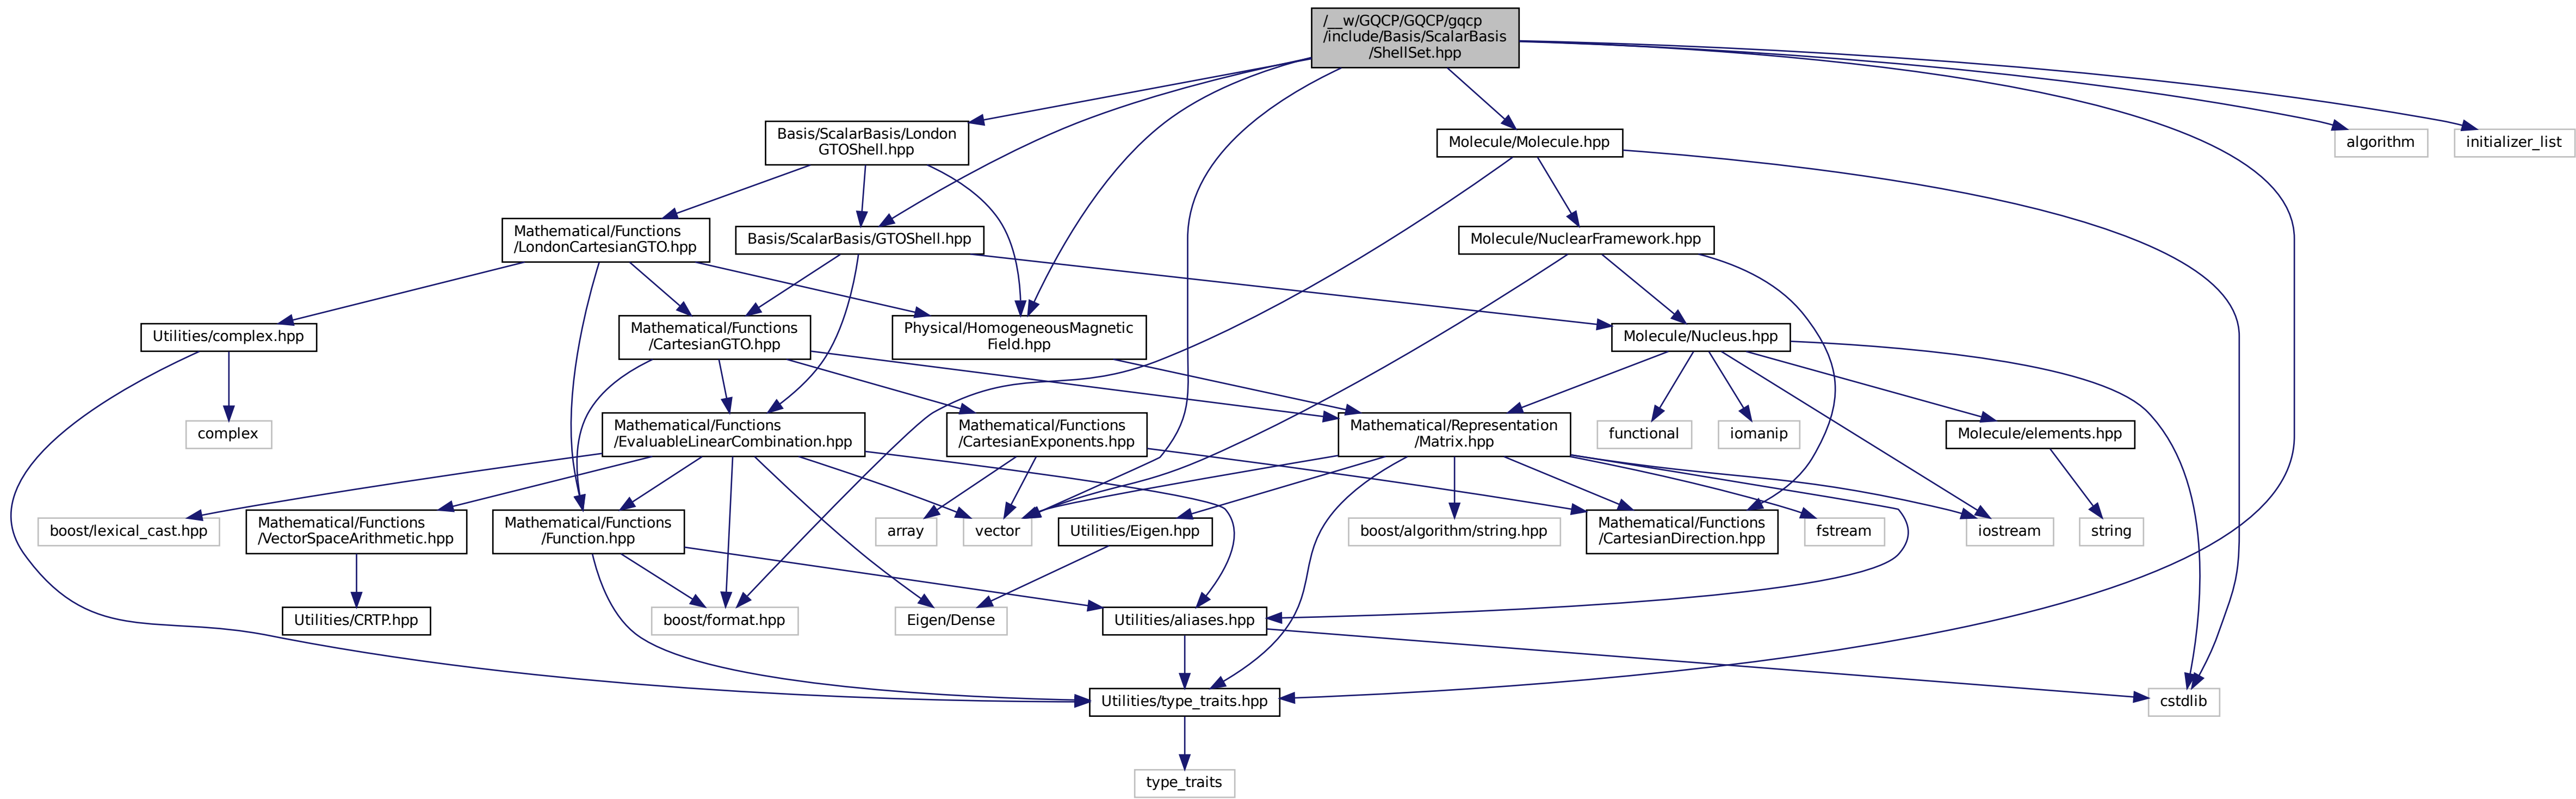 /__w/GQCP/GQCP/gqcp
/include/Basis/ScalarBasis
/ShellSet.hpp
Basis/ScalarBasis/London
GTOShell.hpp
Molecule/Molecule.hpp
algorithm
initializer_list
Mathematical/Functions
/LondonCartesianGTO.hpp
Basis/ScalarBasis/GTOShell.hpp
Molecule/NuclearFramework.hpp
Utilities/complex.hpp
Mathematical/Functions
/CartesianGTO.hpp
Physical/HomogeneousMagnetic
Field.hpp
Molecule/Nucleus.hpp
complex
Mathematical/Functions
/EvaluableLinearCombination.hpp
Mathematical/Functions
/CartesianExponents.hpp
Mathematical/Representation
/Matrix.hpp
functional
iomanip
Molecule/elements.hpp
boost/lexical_cast.hpp
Mathematical/Functions
/VectorSpaceArithmetic.hpp
Mathematical/Functions
/Function.hpp
array
vector
Utilities/Eigen.hpp
boost/algorithm/string.hpp
Mathematical/Functions
/CartesianDirection.hpp
fstream
iostream
string
Utilities/CRTP.hpp
boost/format.hpp
Eigen/Dense
Utilities/aliases.hpp
Utilities/type_traits.hpp
cstdlib
type_traits